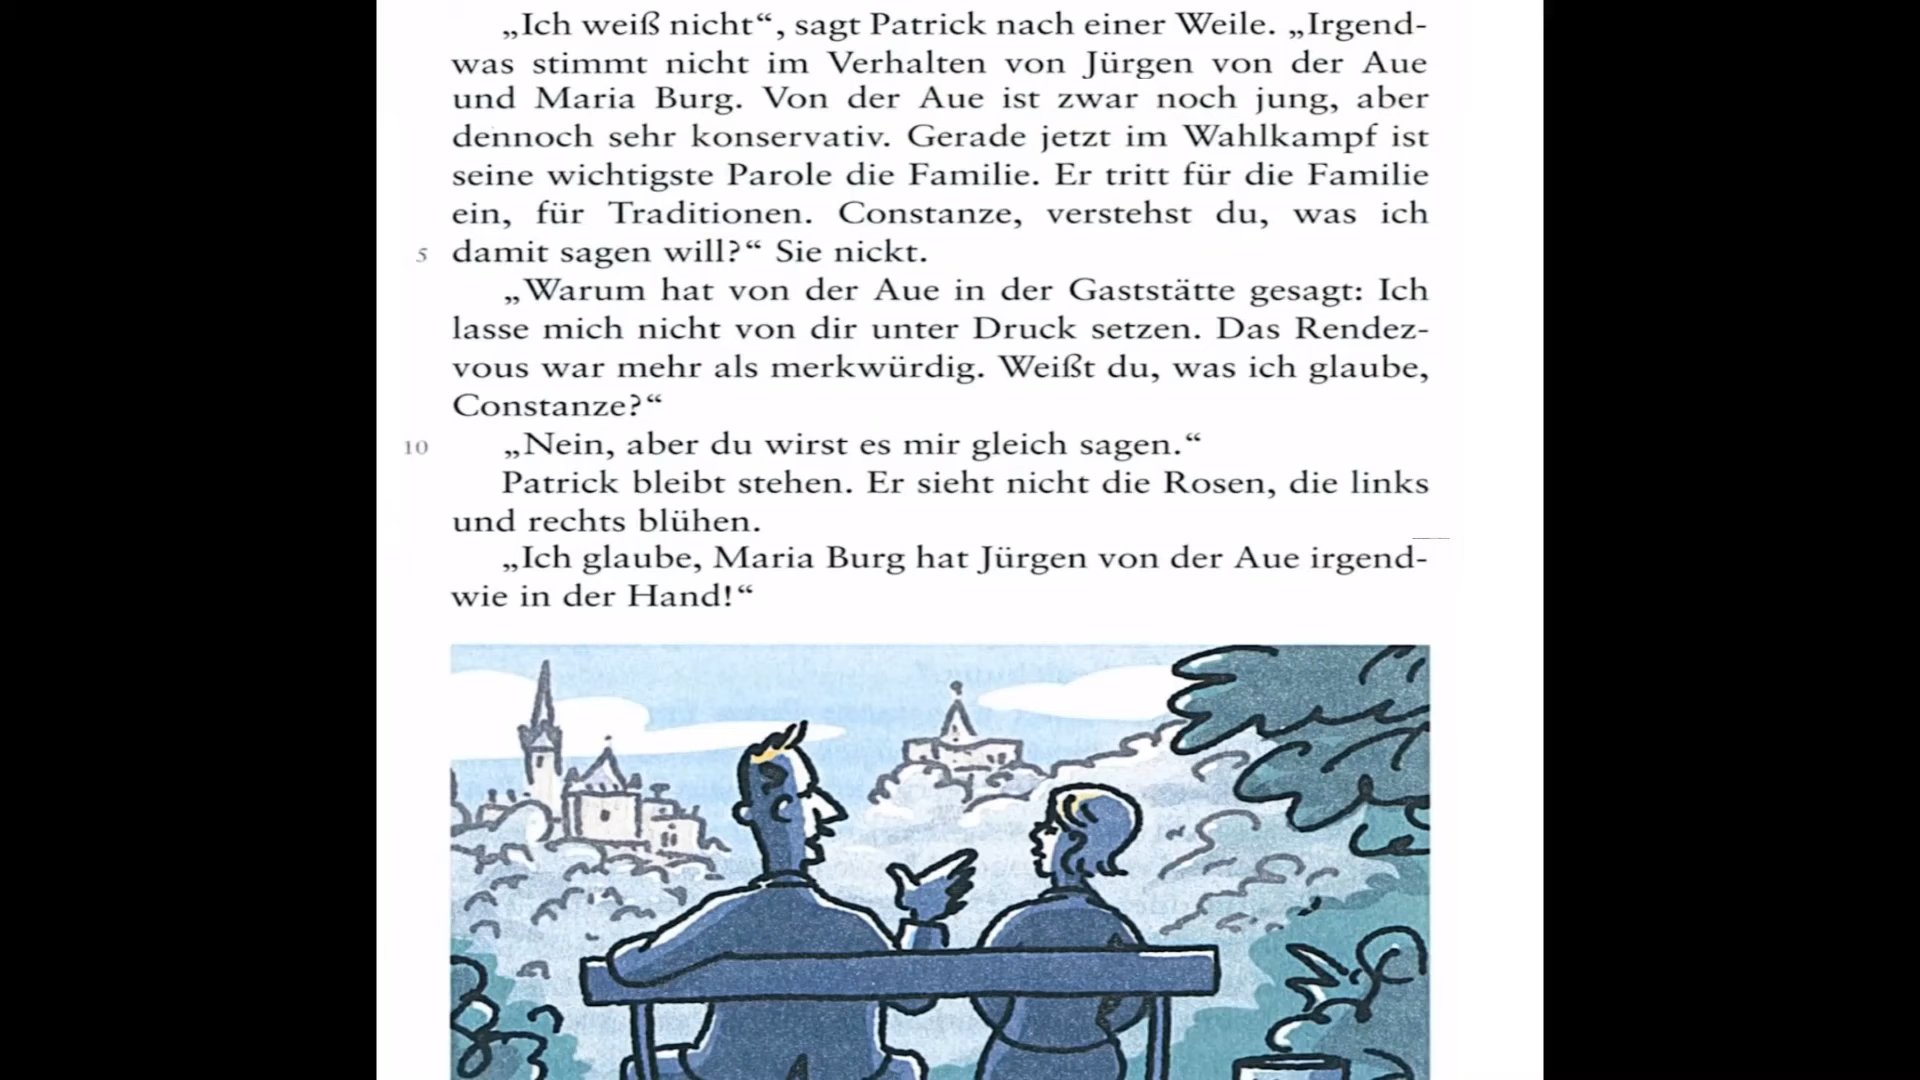 „Ich weiß nicht“, sagt Patrick nach einer Weile. „Irgend-
was stimmt nicht im Verhalten von Jürgen von der Aue
und Maria Burg. Von der Aue ist zwar noch jung, aber
dennoch sehr konservativ. Gerade jetzt im Wahlkampf ist
seine wichtigste Parole die Familie. Er tritt für die Familie
ein, für Traditionen. Constanze, verstehst du, was ich
5 damit sagen will?“ Sie nickt.
„Warum hat von der Aue in der Gaststätte gesagt: Ich
lasse mich nicht von dir unter Druck setzen. Das Rendez-
vous war mehr als merkwürdig. Weißt du, was ich glaube,
Constanze?“
10 „Nein, aber du wirst es mir gleich sagen.“
Patrick bleibt stehen. Er sieht nicht die Rosen, die links
und rechts blühen.
„Ich glaube, Maria Burg hat Jürgen von der Aue irgend-
wie in der Hand!“